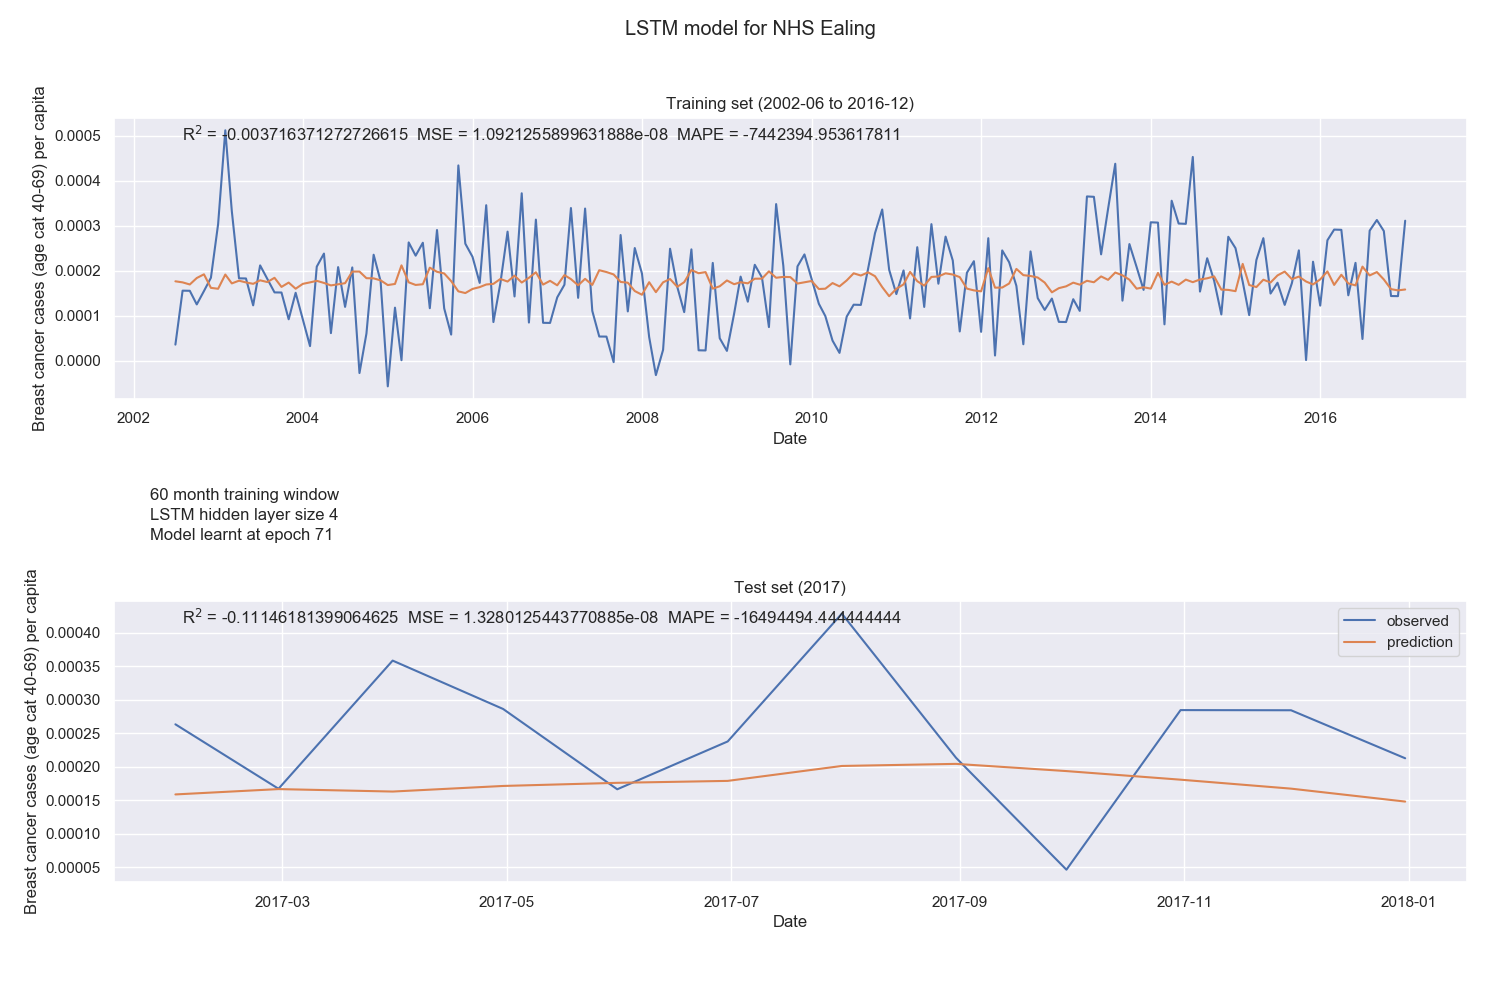 LSTM model for NHS Ealing
Training set (2002-06 to 2016-12)
R² = -0.003716371272726615 MSE = 1.0921255899631888e-08 MAPE = -7442394.953617811
Breast cancer cases (age cat 40-69) per capita
0.0005
0.0004
0.0003
0.0002
0.0001
0.0000
2002 2004 2006 2008 2010 2012 2014 2016
Date
60 month training window
LSTM hidden layer size 4
Model learnt at epoch 71
Test set (2017)
R² = -0.11146181399064625 MSE = 1.3280125443770885e-08 MAPE = -16494494.444444444
observed
prediction
Breast cancer cases (age cat 40-69) per capita
0.00040
0.00035
0.00030
0.00025
0.00020
0.00015
0.00010
0.00005
2017-03 2017-05 2017-07 2017-09 2017-11 2018-01
Date